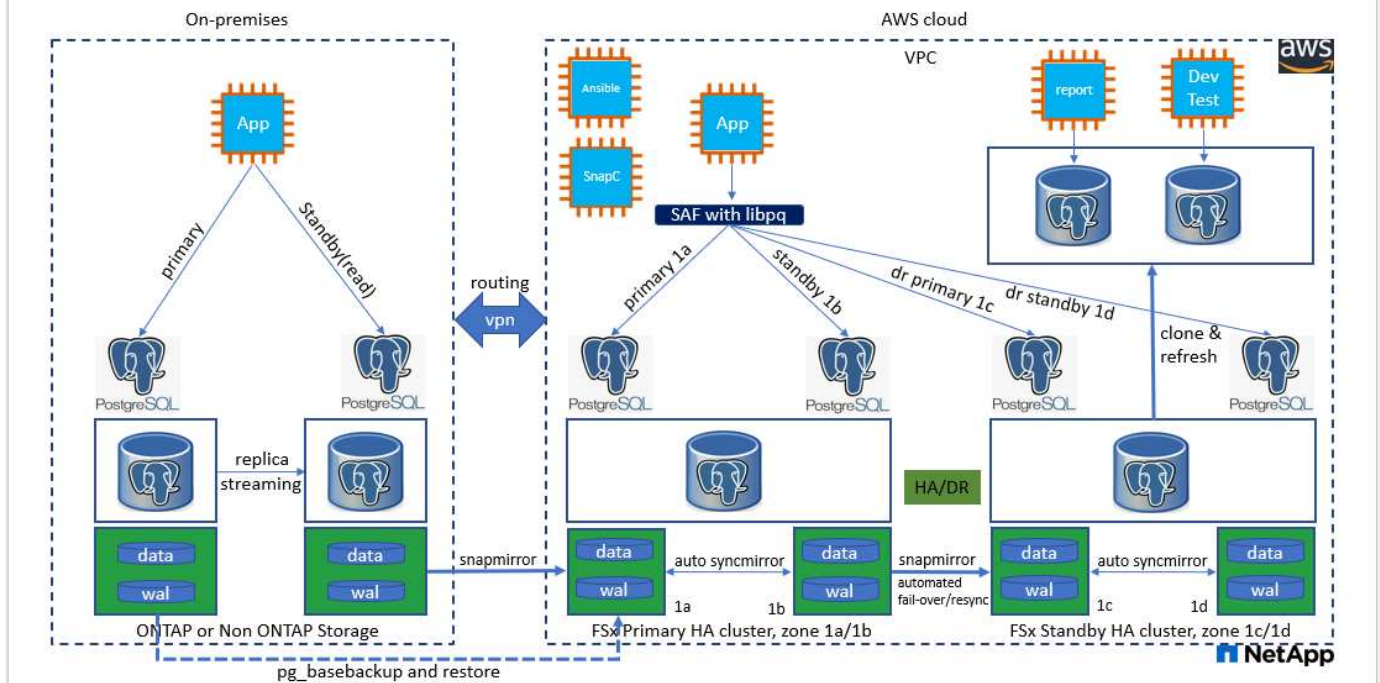 On-premises
AWS cloud
VPC
aws
App
Ansible
SnapC
App
report
Dev
Test
SAF with libpq
primary
Standby(read)
routing
vpn
primary 1a
standby 1b
dr primary 1c
dr standby 1d
clone &
refresh
PostgreSQL
PostgreSQL
PostgreSQL
PostgreSQL
PostgreSQL
PostgreSQL
replica
streaming
HA/DR
data
wal
data
wal
snapmirror
data
wal
1a
auto syncmirror
1b
data
wal
snapmirror
automated
fail-over/resync
data
wal
1c
auto syncmirror
1d
data
wal
ONTAP or Non ONTAP Storage
FSx Primary HA cluster, zone 1a/1b
FSx Standby HA cluster, zone 1c/1d
NetApp
pg_basebackup and restore